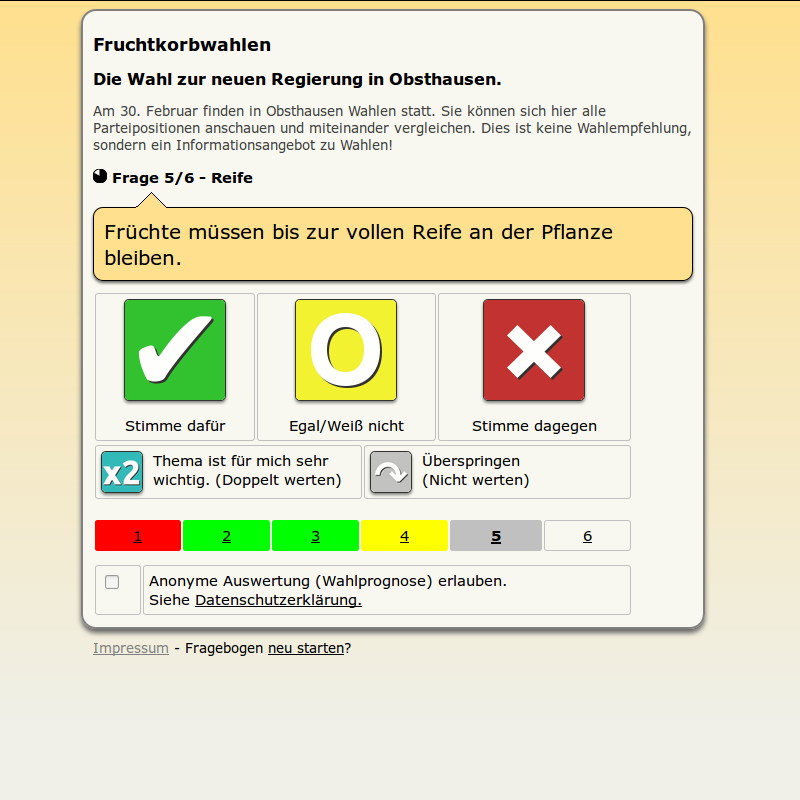 Fruchtkorbwahlen
Die Wahl zur neuen Regierung in Obsthausen.
Am 30. Februar finden in Obsthausen Wahlen statt. Sie können sich hier alle
Parteipositionen anschauen und miteinander vergleichen. Dies ist keine Wahlempfehlung,
sondern ein Informationsangebot zu Wahlen!
Frage 5/6 - Reife
Früchte müssen bis zur vollen Reife an der Pflanze
bleiben.
✔ O ✖
Stimme dafür Egal/Weiß nicht Stimme dagegen
x2 Thema ist für mich sehr
wichtig. (Doppelt werten)
Überspringen
(Nicht werten)
1 2 3 4 5 6
Anonyme Auswertung (Wahlprognose) erlauben.
Siehe Datenschutzerklärung.
Impressum - Fragebogen neu starten?